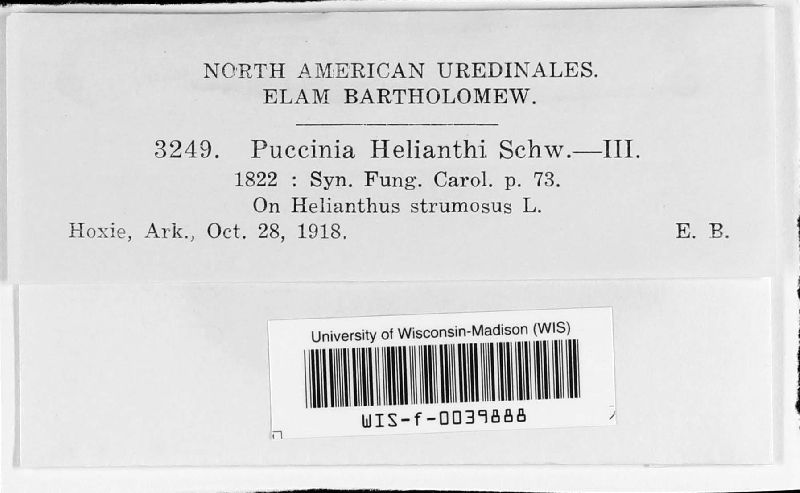 NORTH AMERICAN UREDINALES.
ELAM BARTHOLOMEW.
3249. Puccinia Helianthi Schw.—III.
1822 : Syn. Fung. Carol. p. 73.
On Helianthus strumosus L.
Hoxie, Ark., Oct. 28, 1918. E. B.
University of Wisconsin-Madison (WIS)
WIS-f-0039888